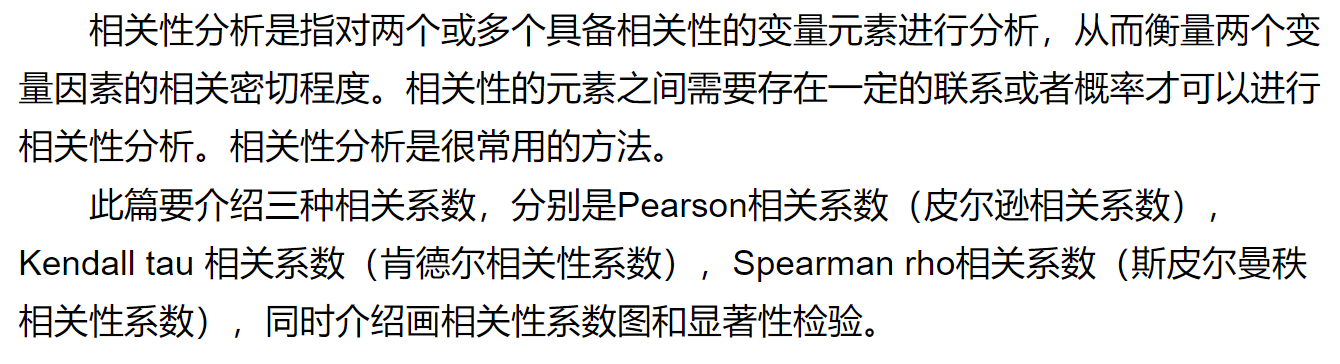 相关性分析是指对两个或多个具备相关性的变量元素进行分析，从而衡量两个变
量因素的相关密切程度。相关性的元素之间需要存在一定的联系或者概率才可以进行
相关性分析。相关性分析是很常用的方法。
此篇要介绍三种相关系数，分别是Pearson相关系数（皮尔逊相关系数），
Kendall tau 相关系数（肯德尔相关性系数），Spearman rho相关系数（斯皮尔曼秩
相关性系数），同时介绍画相关性系数图和显著性检验。